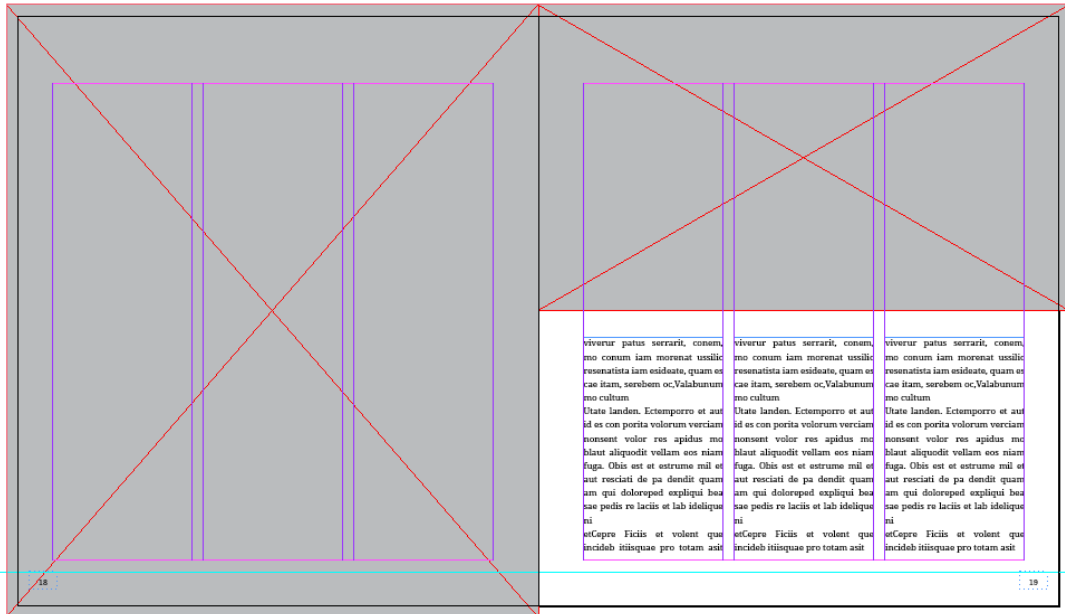 viverur patus serrarit, conem,
mo conum iam morenat ussilic
resenatista iam esideate, quam es
cae itam, serebem oc,Valabunum
mo cultum
Utate landen. Ectemporro et aut
id es con porita volorum verciam
nonsent volor res apidus mo
blaut aliquodit vellam eos niam
fuga. Obis est et estrume mil et
aut resciati de pa dendit quam
am qui doloreped expliqui bea
sae pedis re laciis et lab idelique
ni
etCepre Ficiis et volent que
incideb itiisquae pro totam asit
viverur patus serrarit, conem,
mo conum iam morenat ussilic
resenatista iam esideate, quam es
cae itam, serebem oc,Valabunum
mo cultum
Utate landen. Ectemporro et aut
id es con porita volorum verciam
nonsent volor res apidus mo
blaut aliquodit vellam eos niam
fuga. Obis est et estrume mil et
aut resciati de pa dendit quam
am qui doloreped expliqui bea
sae pedis re laciis et lab idelique
ni
etCepre Ficiis et volent que
incideb itiisquae pro totam asit
viverur patus serrarit, conem,
mo conum iam morenat ussilic
resenatista iam esideate, quam es
cae itam, serebem oc,Valabunum
mo cultum
Utate landen. Ectemporro et aut
id es con porita volorum verciam
nonsent volor res apidus mo
blaut aliquodit vellam eos niam
fuga. Obis est et estrume mil et
aut resciati de pa dendit quam
am qui doloreped expliqui bea
sae pedis re laciis et lab idelique
ni
etCepre Ficiis et volent que
incideb itiisquae pro totam asit
18
19